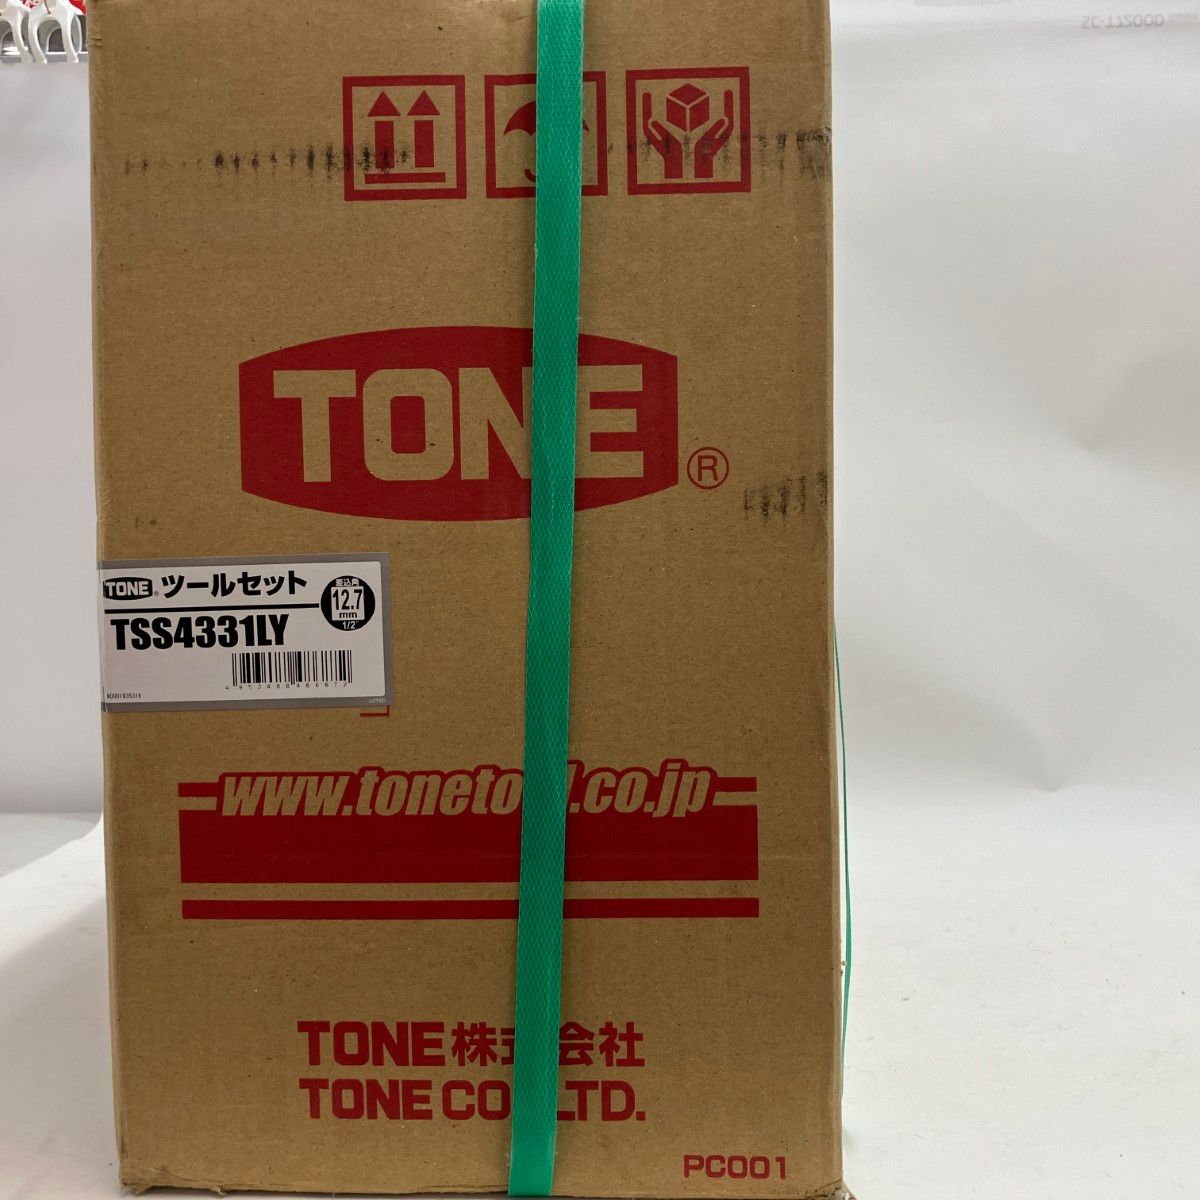 TONE
®
TONE® ツールセット
差込角
12.7
mm
1/2"
TSS4331LY
www.tonetool.co.jp
TONE株式会社
TONE CO., LTD.
PC001